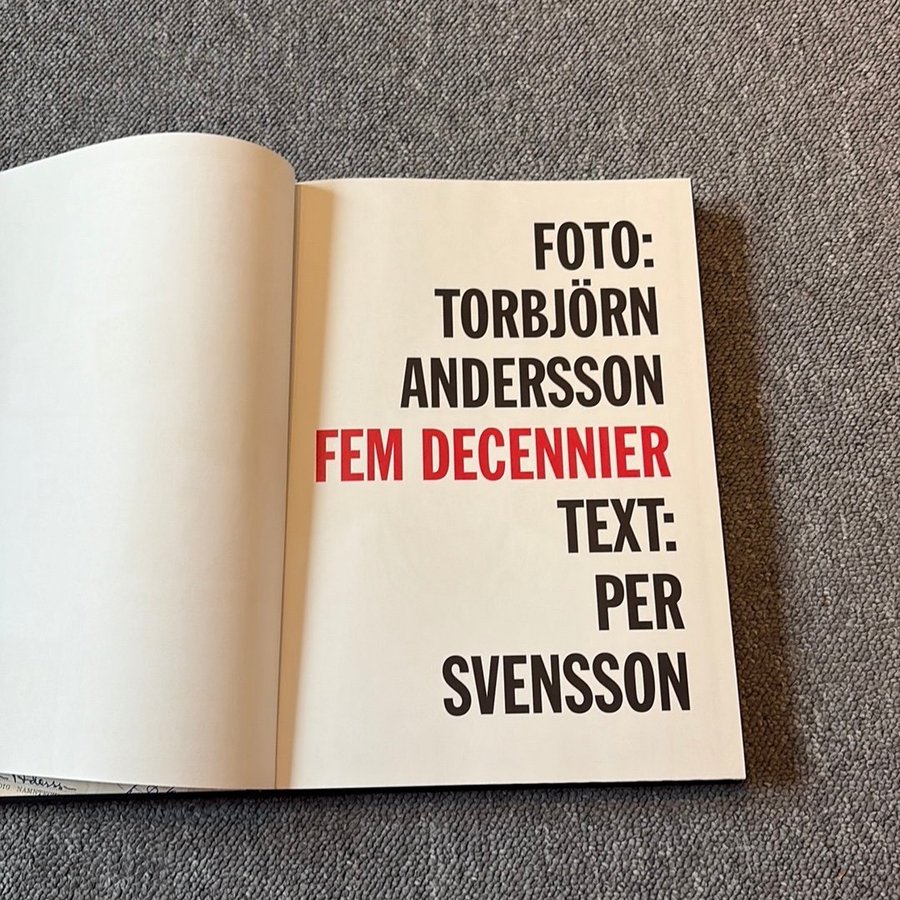 FOTO:
TORBJÖRN
ANDERSSON
FEM DECENNIER
TEXT:
PER
SVENSSON